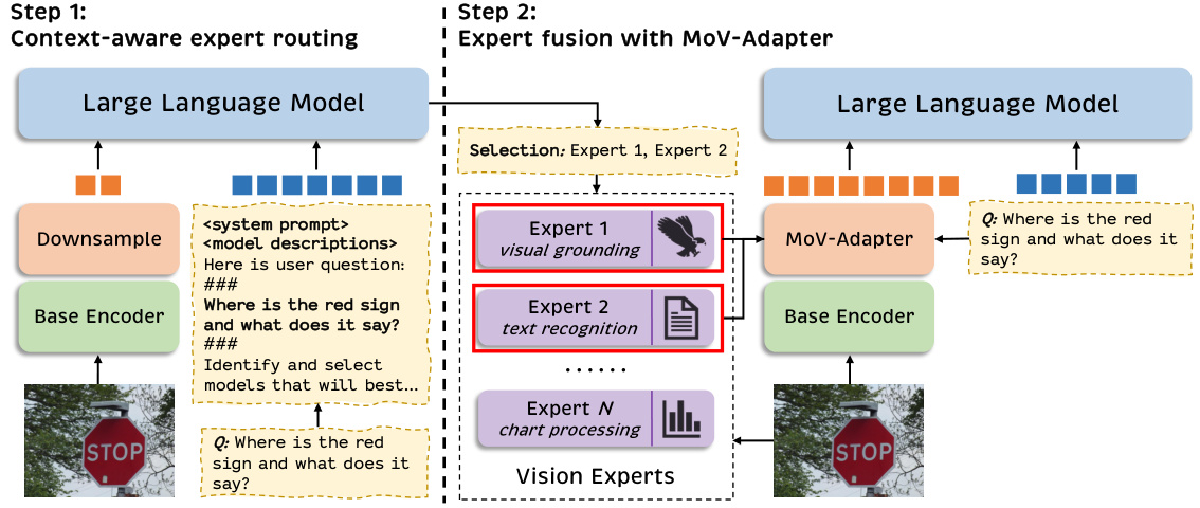 Step 1:
Context-aware expert routing
Large Language Model
Downsample
Base Encoder
STOP
<system prompt>
<model descriptions>
Here is user question:
###
Where is the red sign
and what does it say?
###
Identify and select
models that will best...
Q: Where is the red
sign and what does it
say?
Step 2:
Expert fusion with MoV-Adapter
Selection: Expert 1, Expert 2
Expert 1
visual grounding
Expert 2
text recognition
......
Expert N
chart processing
Vision Experts
Large Language Model
MoV-Adapter
Base Encoder
STOP
Q: Where is the red
sign and what does it
say?